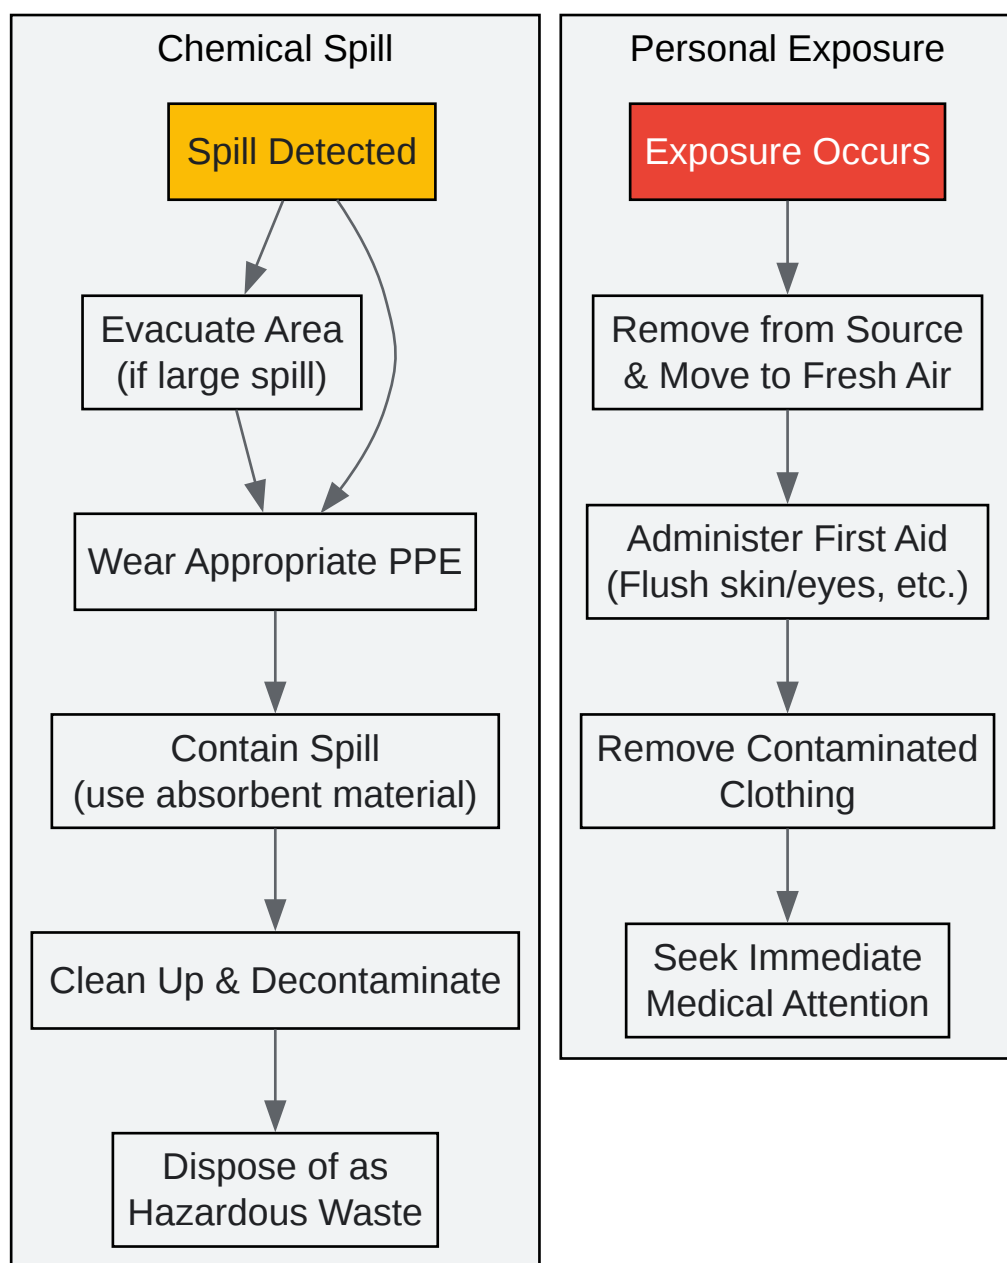 Chemical Spill
Spill Detected
Evacuate Area
(if large spill)
Wear Appropriate PPE
Contain Spill
(use absorbent material)
Clean Up & Decontaminate
Dispose of as
Hazardous Waste
Personal Exposure
Exposure Occurs
Remove from Source
& Move to Fresh Air
Administer First Aid
(Flush skin/eyes, etc.)
Remove Contaminated
Clothing
Seek Immediate
Medical Attention